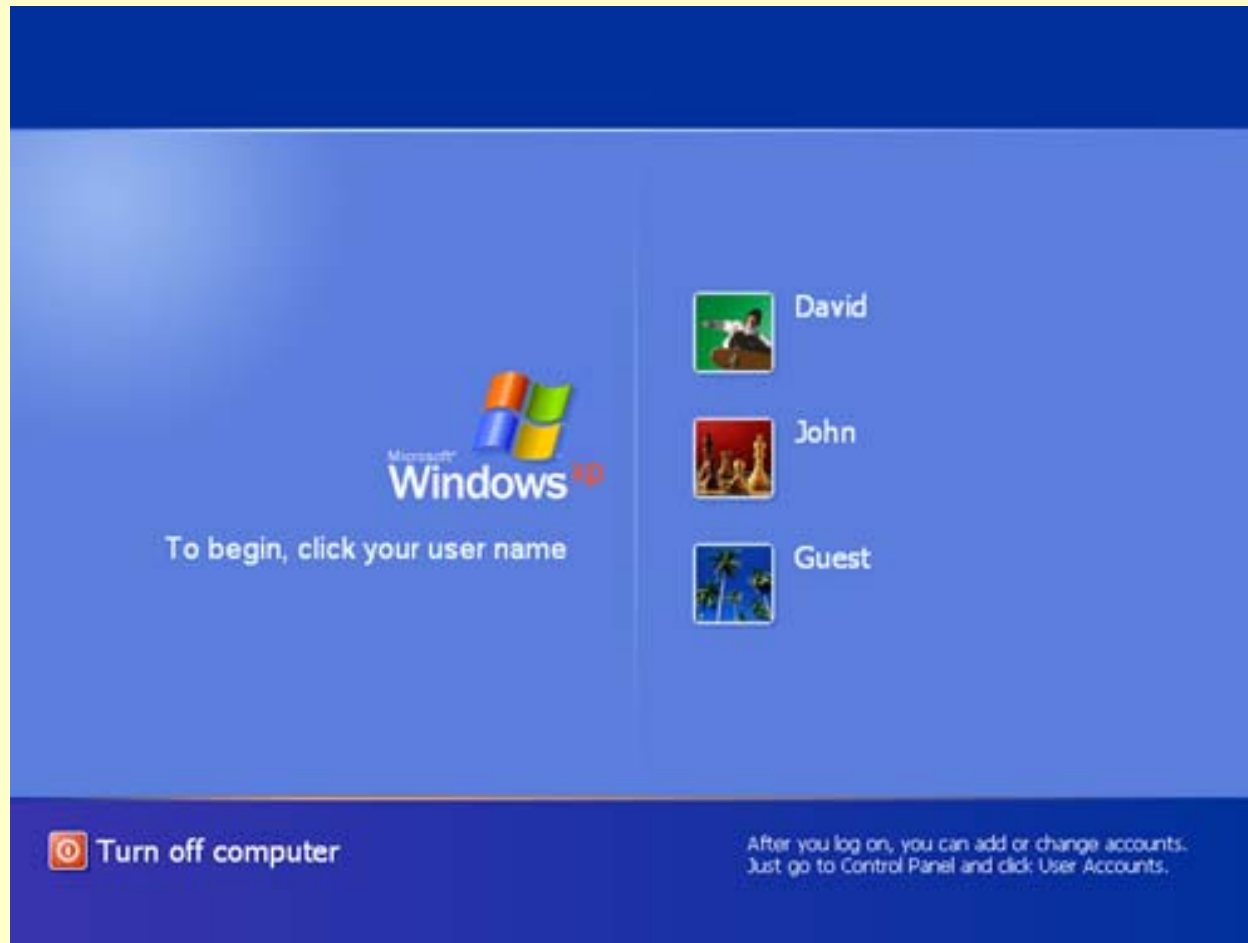 Microsoft®
Windows xp
To begin, click your user name
David
John
Guest
Turn off computer
After you log on, you can add or change accounts.
Just go to Control Panel and click User Accounts.